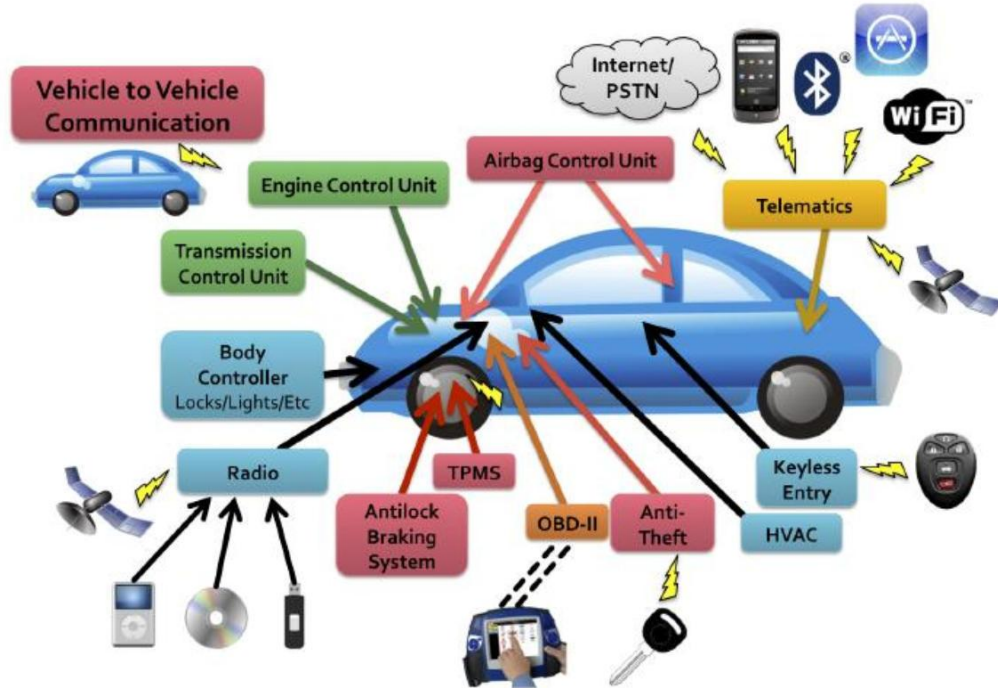 Vehicle to Vehicle
Communication
Internet/
PSTN
®
WiFi™
Engine Control Unit
Airbag Control Unit
Telematics
Transmission
Control Unit
Body
Controller
Locks/Lights/Etc
Radio
TPMS
Antilock
Braking
System
OBD-II
Anti-
Theft
Keyless
Entry
HVAC